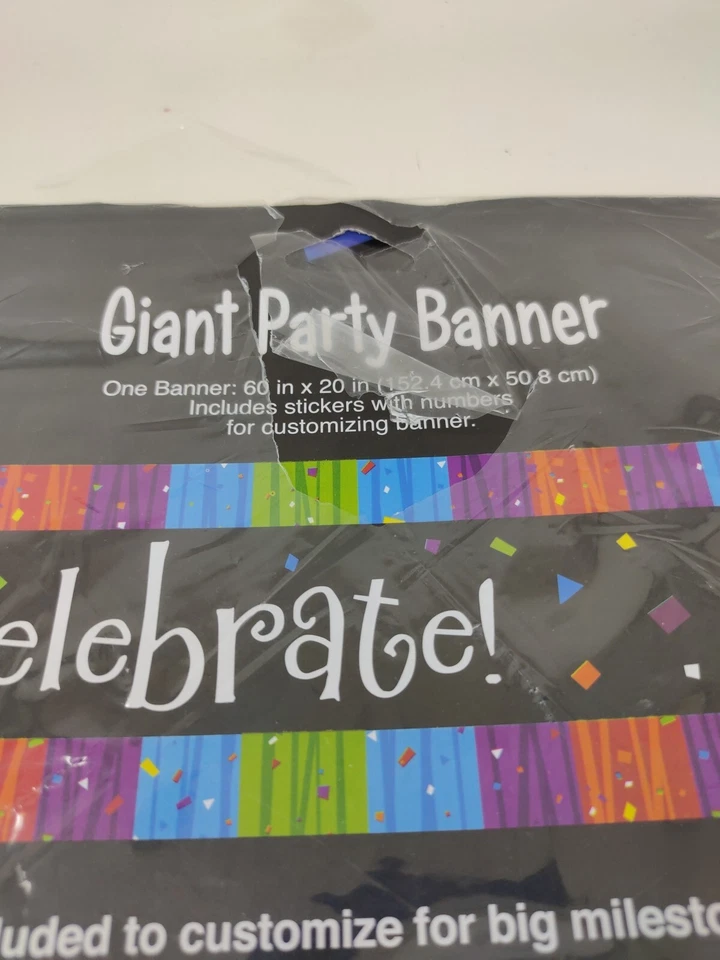 Giant Party Banner
One Banner: 60 in x 20 in (152.4 cm x 50.8 cm)
Includes stickers with numbers
for customizing banner.
elebrate!
luded to customize for big milesto